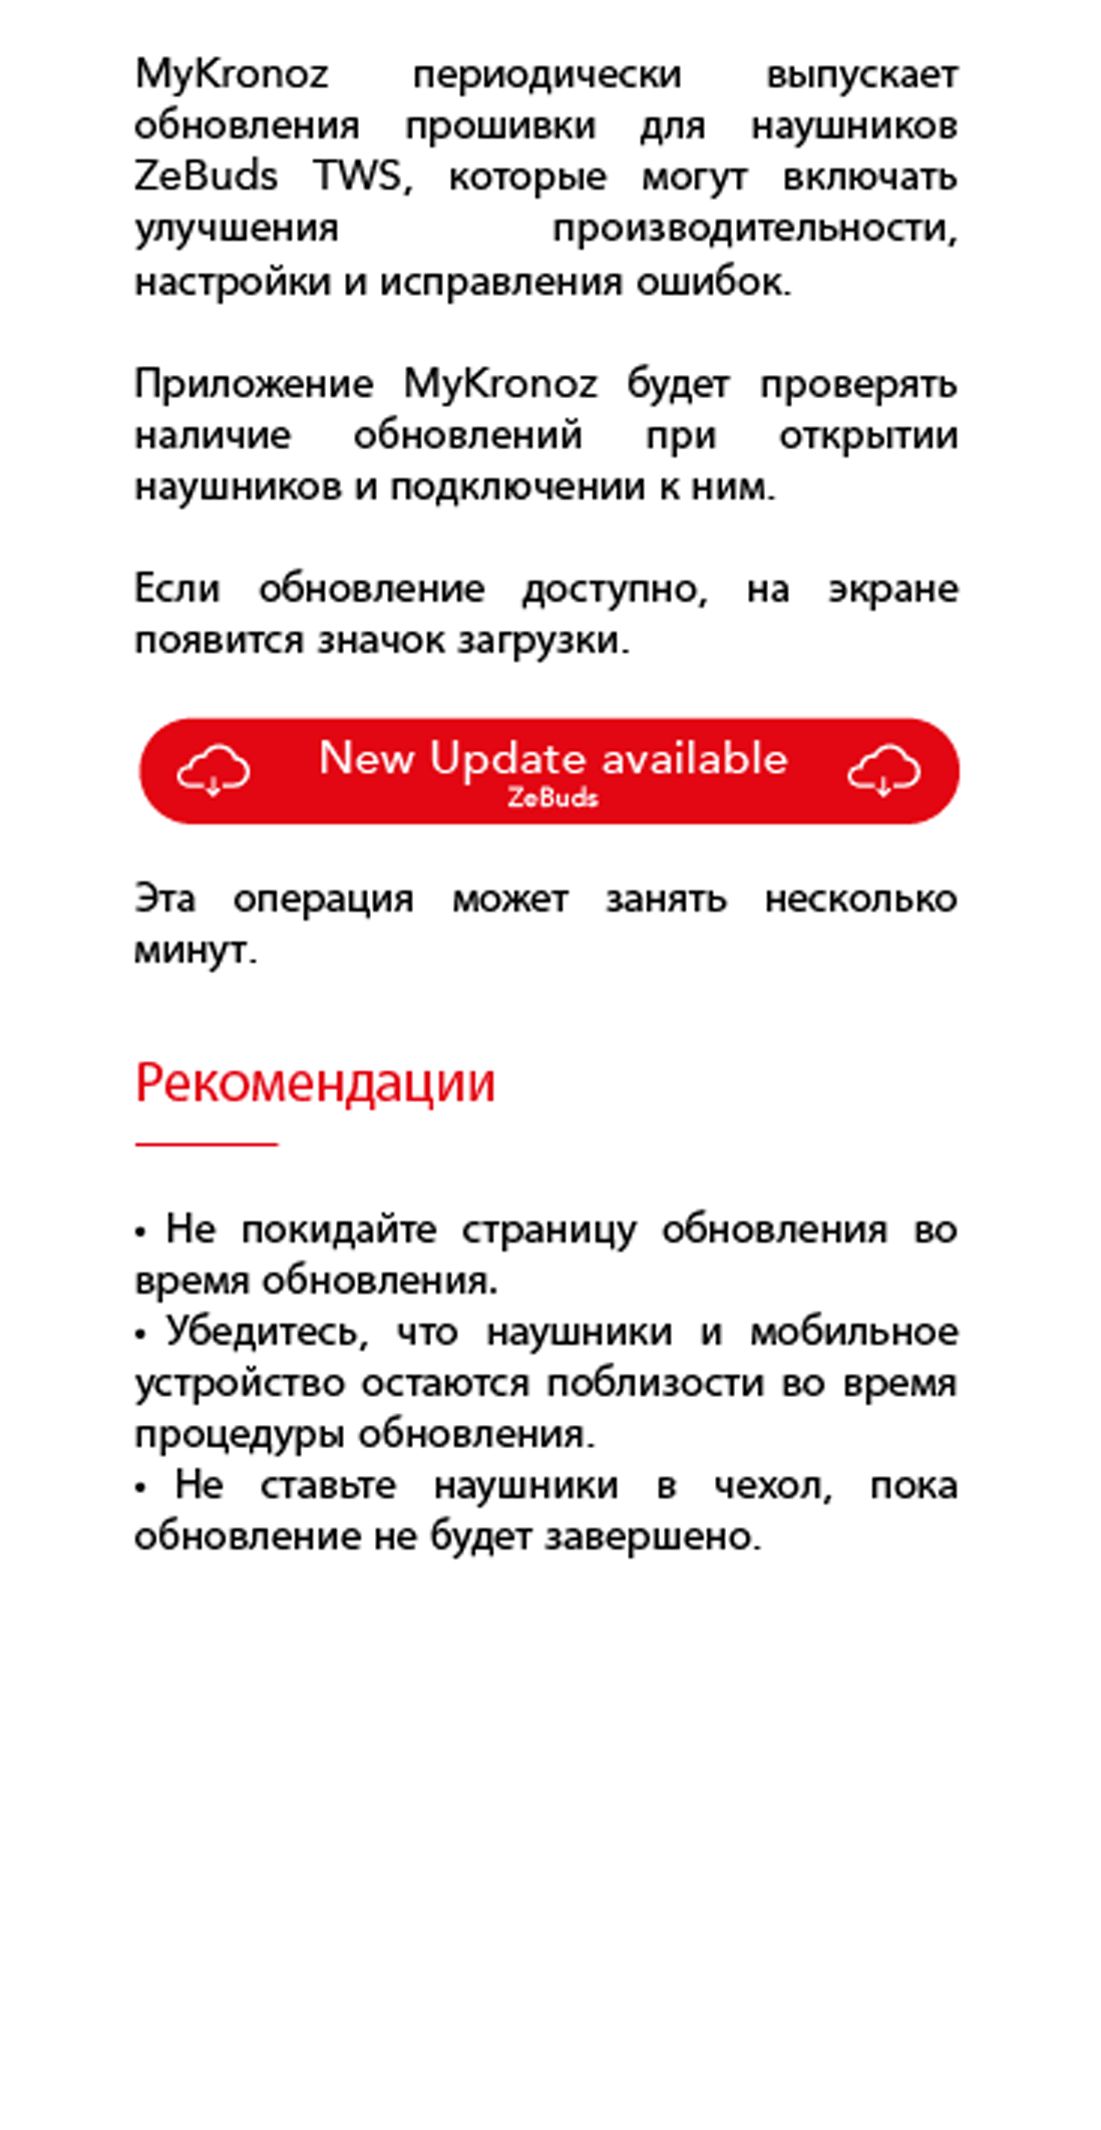 MyKronoz периодически выпускает
обновления прошивки для наушников
ZeBuds TWS, которые могут включать
улучшения производительности,
настройки и исправления ошибок.
Приложение MyKronoz будет проверять
наличие обновлений при открытии
наушников и подключении к ним.
Если обновление доступно, на экране
появится значок загрузки.
New Update available
ZeBuds
Эта операция может занять несколько
минут.
Рекомендации
• Не покидайте страницу обновления во
время обновления.
• Убедитесь, что наушники и мобильное
устройство остаются поблизости во время
процедуры обновления.
• Не ставьте наушники в чехол, пока
обновление не будет завершено.